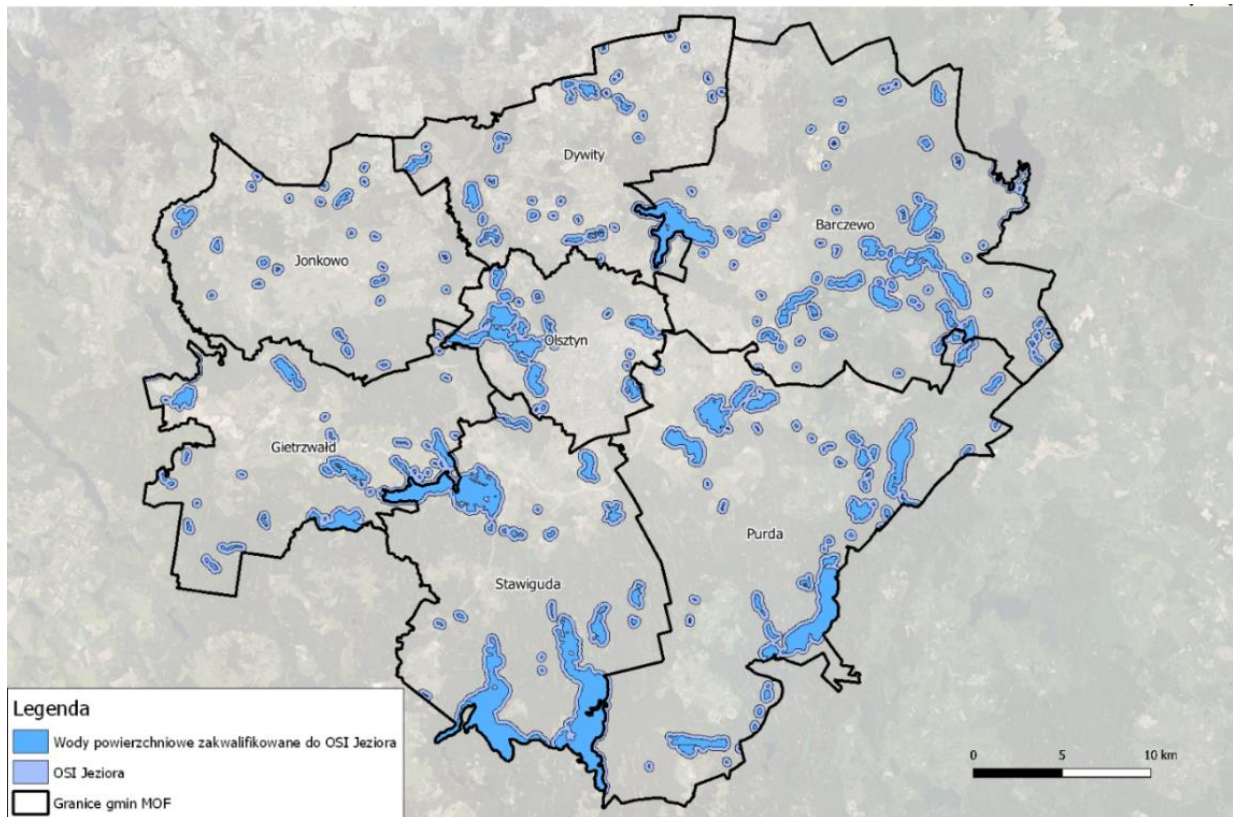 Dywity
Barczewo
Jonkowo
Olsztyn
Gietrzwałd
Purda
Stawiguda
Legenda
Wody powierzchniowe zakwalifikowane do OSI Jeziora
OSI Jeziora
Granice gmin MOF
0 5 10 km